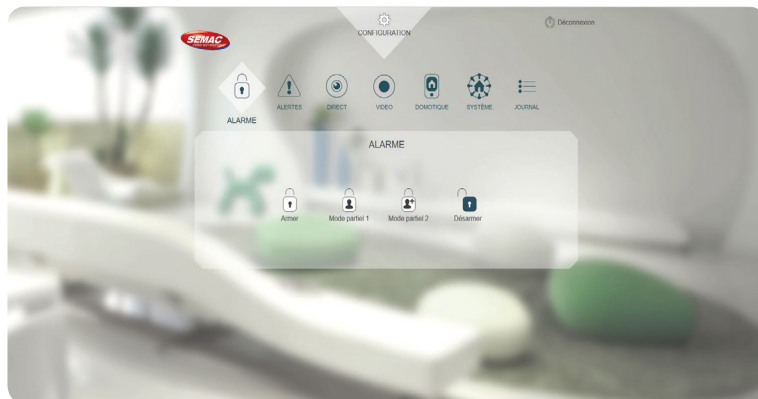 SEMAC
CONFIGURATION
Déconnexion
ALARME
ALERTES
DIRECT
VIDEO
DOMOTIQUE
SYSTÈME
JOURNAL
ALARME
Armer
Mode partiel 1
Mode partiel 2
Désarmer